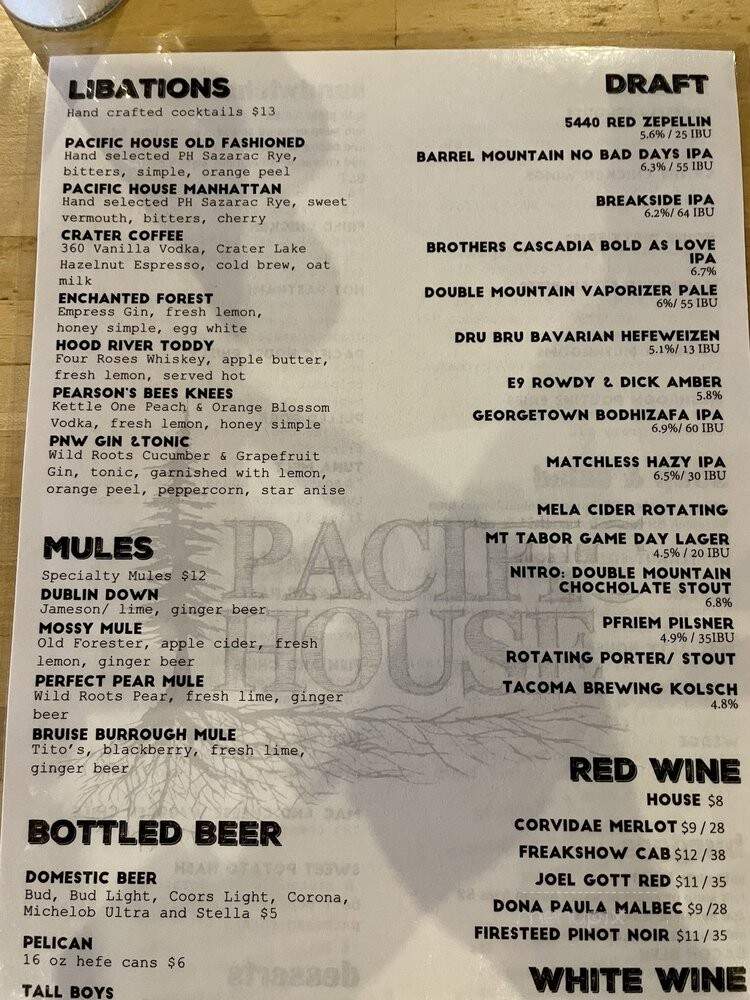 LIBATIONS
Hand crafted cocktails $13
PACIFIC HOUSE OLD FASHIONED
Hand selected PH Sazarac Rye,
bitters, simple, orange peel
PACIFIC HOUSE MANHATTAN
Hand selected PH Sazarac Rye, sweet
vermouth, bitters, cherry
CRATER COFFEE
360 Vanilla Vodka, Crater Lake
Hazelnut Espresso, cold brew, oat
milk
ENCHANTED FOREST
Empress Gin, fresh lemon,
honey simple, egg white
HOOD RIVER TODDY
Four Roses Whiskey, apple butter,
fresh lemon, served hot
PEARSON'S BEES KNEES
Kettle One Peach & Orange Blossom
Vodka, fresh lemon, honey simple
PNW GIN &TONIC
Wild Roots Cucumber & Grapefruit
Gin, tonic, garnished with lemon,
orange peel, peppercorn, star anise
MULES
Specialty Mules $12
DUBLIN DOWN
Jameson/ lime, ginger beer
MOSSY MULE
Old Forester, apple cider, fresh
lemon, ginger beer
PERFECT PEAR MULE
Wild Roots Pear, fresh lime, ginger
beer
BRUISE BURROUGH MULE
Tito's, blackberry, fresh lime,
ginger beer
BOTTLED BEER
DOMESTIC BEER
Bud, Bud Light, Coors Light, Corona,
Michelob Ultra and Stella $5
PELICAN
16 oz hefe cans $6
TALL BOYS
DRAFT
5440 RED ZEPELLIN
5.6% / 25 IBU
BARREL MOUNTAIN NO BAD DAYS IPA
6.3% / 55 IBU
BREAKSIDE IPA
6.2%/ 64 IBU
BROTHERS CASCADIA BOLD AS LOVE
IPA
6.7%
DOUBLE MOUNTAIN VAPORIZER PALE
6%/ 55 IBU
DRU BRU BAVARIAN HEFEWEIZEN
5.1%/ 13 IBU
E9 ROWDY & DICK AMBER
5.8%
GEORGETOWN BODHIZAFA IPA
6.9%/ 60 IBU
MATCHLESS HAZY IPA
6.5%/ 30 IBU
MELA CIDER ROTATING
MT TABOR GAME DAY LAGER
4.5% / 20 IBU
NITRO: DOUBLE MOUNTAIN
CHOCHOLATE STOUT
6.8%
PFRIEM PILSNER
4.9% / 35IBU
ROTATING PORTER/ STOUT
TACOMA BREWING KOLSCH
4.8%
RED WINE
HOUSE $8
CORVIDAE MERLOT $9 / 28
FREAKSHOW CAB $12 / 38
JOEL GOTT RED $11 / 35
DONA PAULA MALBEC $9 /28
FIRESTEED PINOT NOIR $11 / 35
WHITE WINE
PACIFIC
HOUSE